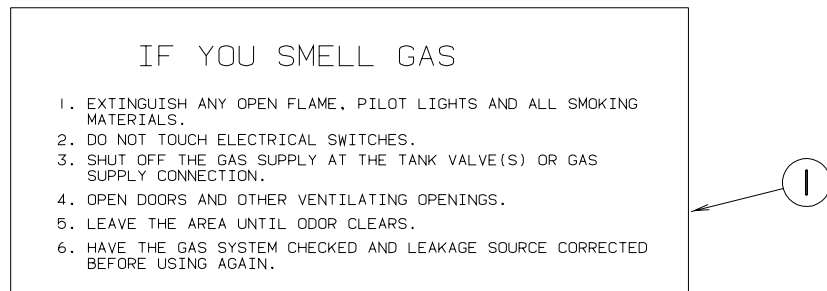 IF YOU SMELL GAS
1. EXTINGUISH ANY OPEN FLAME, PILOT LIGHTS AND ALL SMOKING
MATERIALS.
2. DO NOT TOUCH ELECTRICAL SWITCHES.
3. SHUT OFF THE GAS SUPPLY AT THE TANK VALVE(S) OR GAS
SUPPLY CONNECTION.
4. OPEN DOORS AND OTHER VENTILATING OPENINGS.
5. LEAVE THE AREA UNTIL ODOR CLEARS.
6. HAVE THE GAS SYSTEM CHECKED AND LEAKAGE SOURCE CORRECTED
BEFORE USING AGAIN.
1